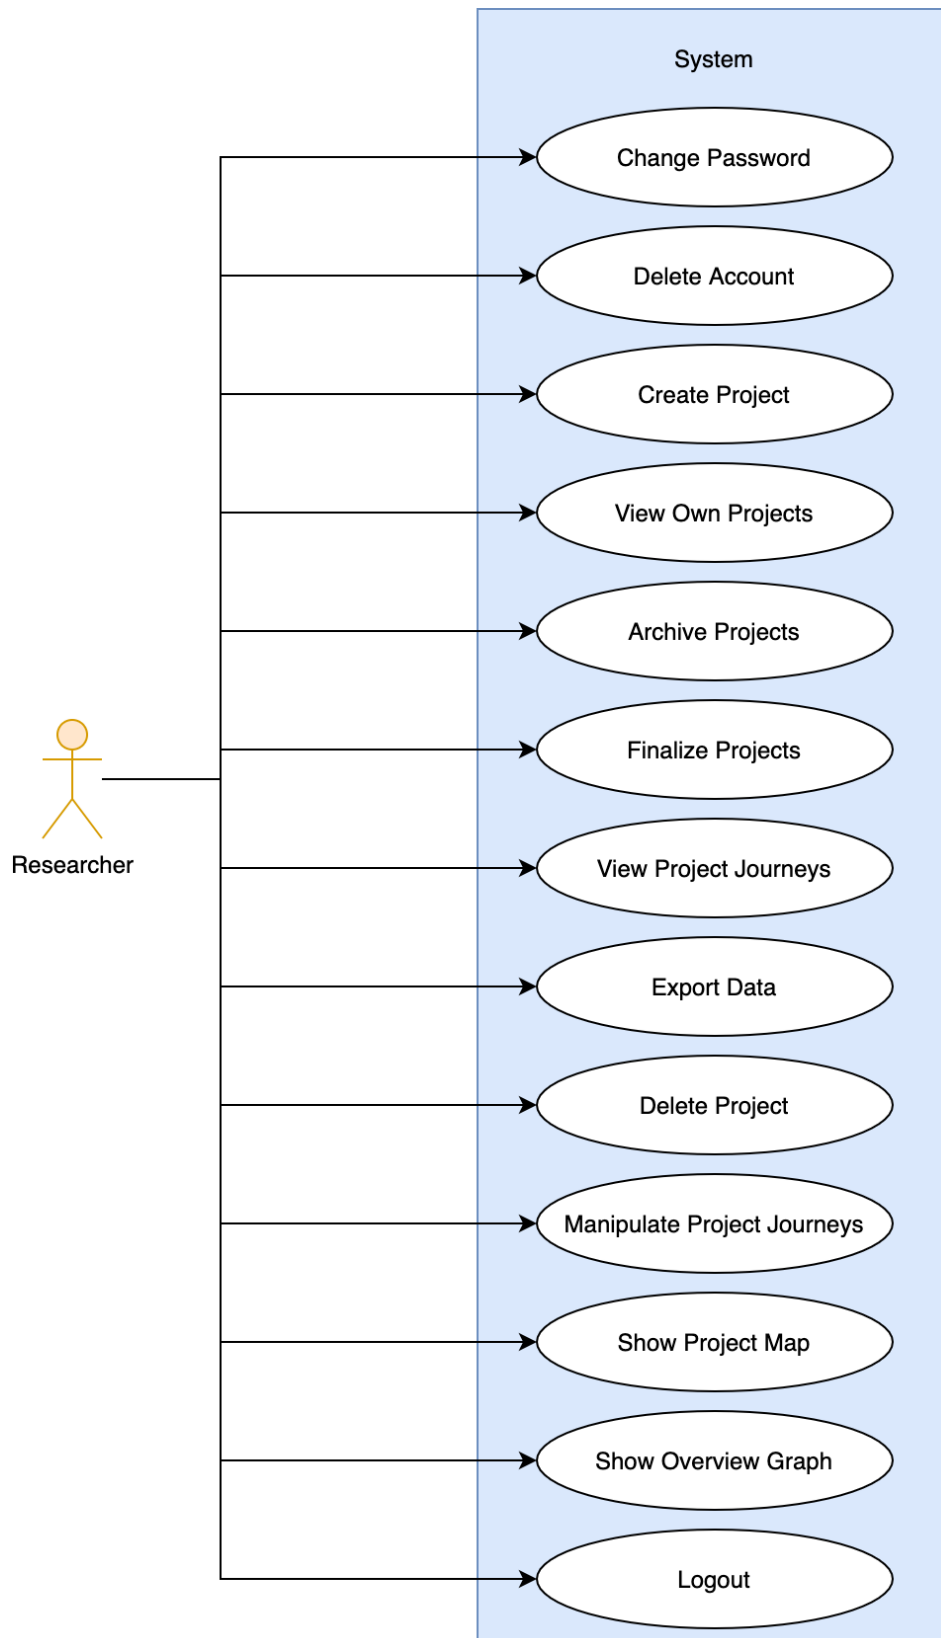 System
Change Password
Delete Account
Create Project
View Own Projects
Archive Projects
Finalize Projects
Researcher
View Project Journeys
Export Data
Delete Project
Manipulate Project Journeys
Show Project Map
Show Overview Graph
Logout